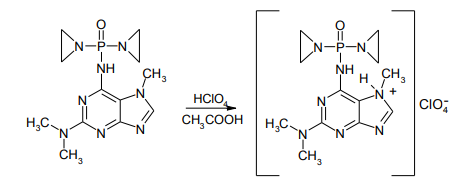 O
N P N
NH CH₃
N N
H₃C N N N
N
CH₃
HClO₄
CH₃COOH
O
N P N
NH H CH₃
N N +
H₃C N N N
N
CH₃
ClO₄⁻